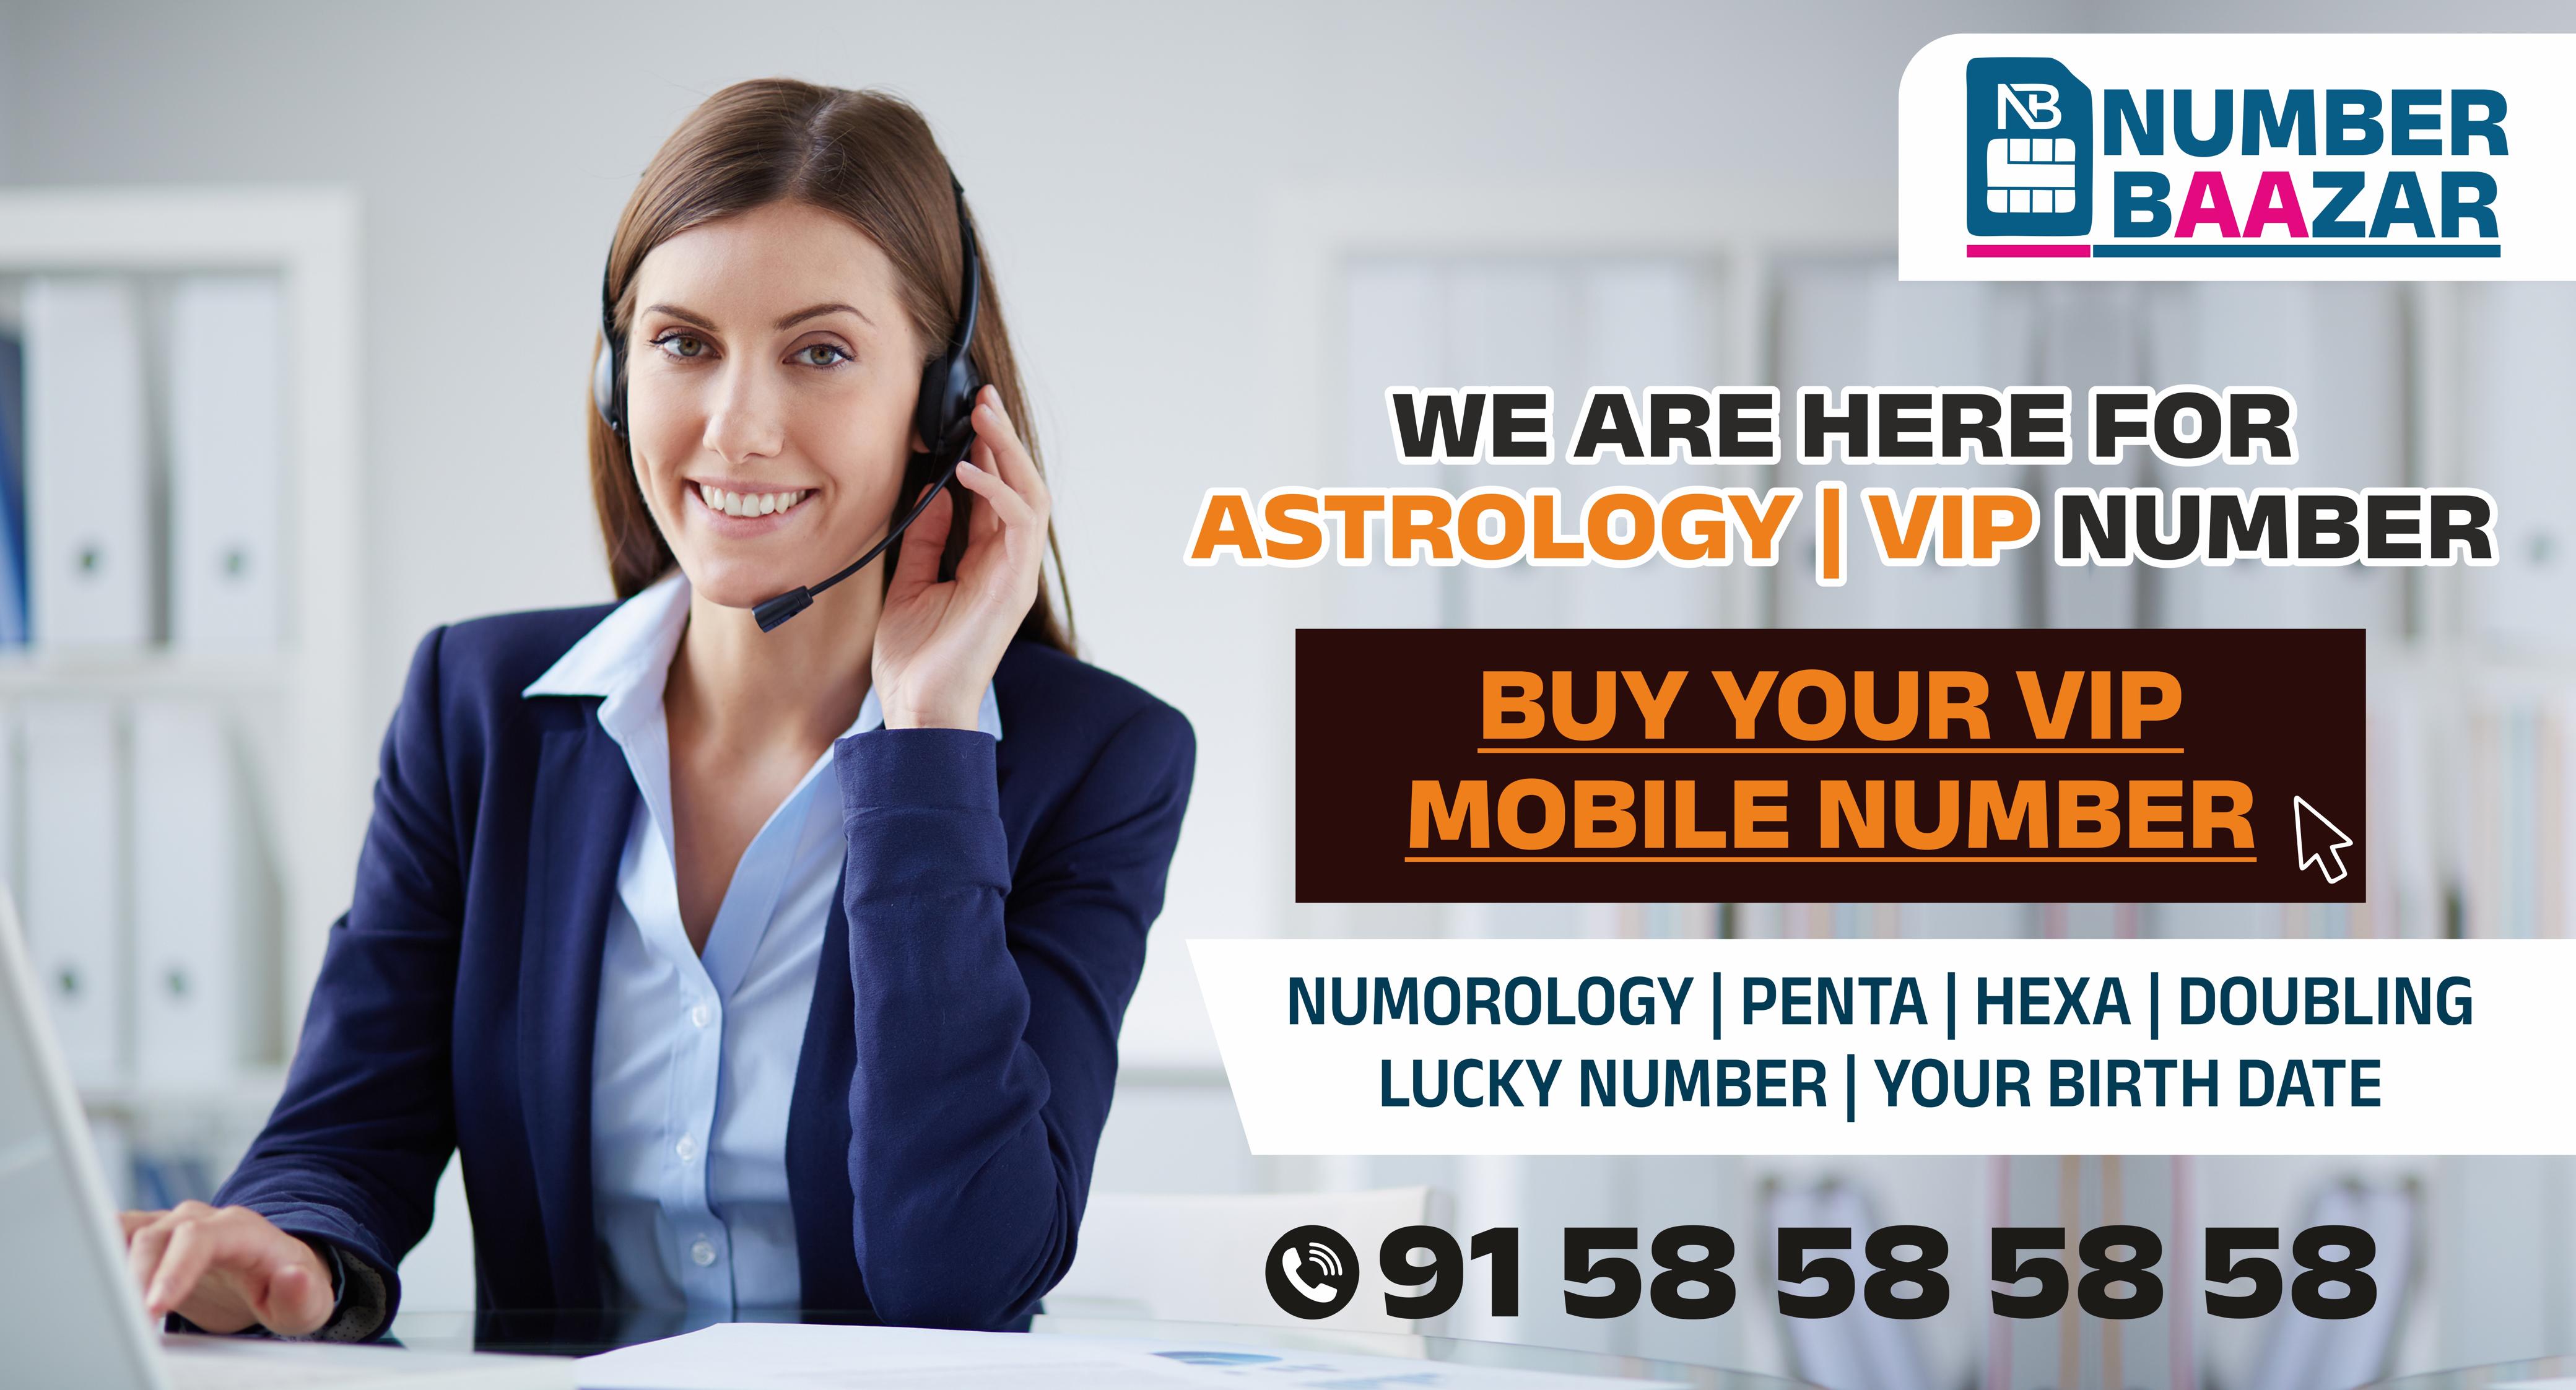 NB
NUMBER
BAAZAR
WE ARE HERE FOR
ASTROLOGY | VIP NUMBER
BUY YOUR VIP
MOBILE NUMBER
NUMOROLOGY | PENTA | HEXA | DOUBLING
LUCKY NUMBER | YOUR BIRTH DATE
91 58 58 58 58